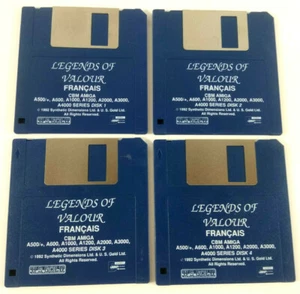 LEGENDS OF
VALOUR
FRANÇAIS
CBM AMIGA
A500/+, A600, A1000, A1200, A2000, A3000,
A4000 SERIES DISK 1
© 1992 Synthetic Dimensions Ltd. & U. S. Gold Ltd.
All Rights Reserved.
LEGENDS OF
VALOUR
FRANÇAIS
CBM AMIGA
A500/+, A600, A1000, A1200, A2000, A3000,
A4000 SERIES DISK 2
© 1992 Synthetic Dimensions Ltd. & U. S. Gold Ltd.
All Rights Reserved.
LEGENDS OF
VALOUR
FRANÇAIS
CBM AMIGA
A500/+, A600, A1000, A1200, A2000, A3000,
A4000 SERIES DISK 3
© 1992 Synthetic Dimensions Ltd. & U. S. Gold Ltd.
All Rights Reserved.
LEGENDS OF
VALOUR
FRANÇAIS
CBM AMIGA
A500/+, A600, A1000, A1200, A2000, A3000,
A4000 SERIES DISK 4
© 1992 Synthetic Dimensions Ltd. & U. S. Gold Ltd.
All Rights Reserved.